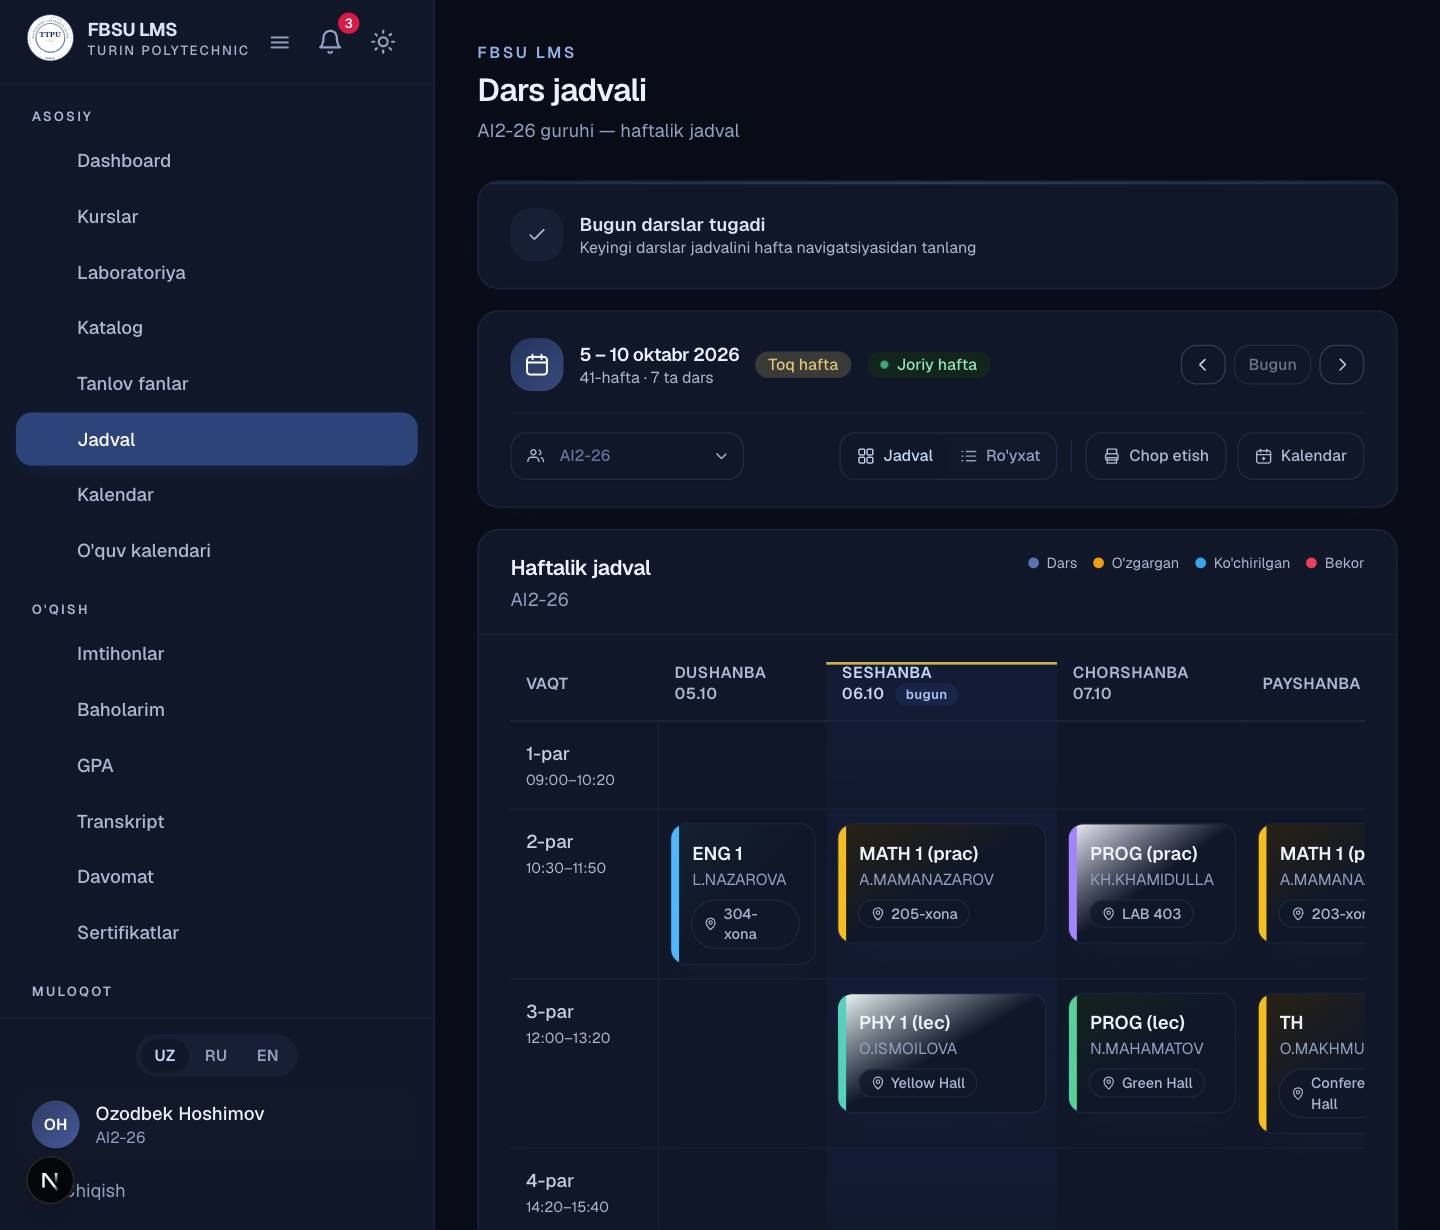 TTPU
FBSU LMS
TURIN POLYTECHNIC
3
ASOSIY
Dashboard
Kurslar
Laboratoriya
Katalog
Tanlov fanlar
Jadval
Kalendar
O'quv kalendari
O'QISH
Imtihonlar
Baholarim
GPA
Transkript
Davomat
Sertifikatlar
MULOQOT
UZ RU EN
OH
Ozodbek Hoshimov
AI2-26
N
hiqish
FBSU LMS
Dars jadvali
AI2-26 guruhi — haftalik jadval
Bugun darslar tugadi
Keyingi darslar jadvalini hafta navigatsiyasidan tanlang
5 – 10 oktabr 2026 Toq hafta Joriy hafta Bugun
41-hafta · 7 ta dars
AI2-26 Jadval Ro'yxat Chop etish Kalendar
Haftalik jadval
AI2-26
Dars O'zgargan Ko'chirilgan Bekor
VAQT
DUSHANBA
05.10
SESHANBA
06.10 bugun
CHORSHANBA
07.10
PAYSHANBA
1-par
09:00–10:20
2-par
10:30–11:50
ENG 1
L.NAZAROVA
304-
xona
MATH 1 (prac)
A.MAMANAZAROV
205-xona
PROG (prac)
KH.KHAMIDULLA
LAB 403
MATH 1 (p
A.MAMANA
203-xon
3-par
12:00–13:20
PHY 1 (lec)
O.ISMOILOVA
Yellow Hall
PROG (lec)
N.MAHAMATOV
Green Hall
TH
O.MAKHMU
Confere
Hall
4-par
14:20–15:40